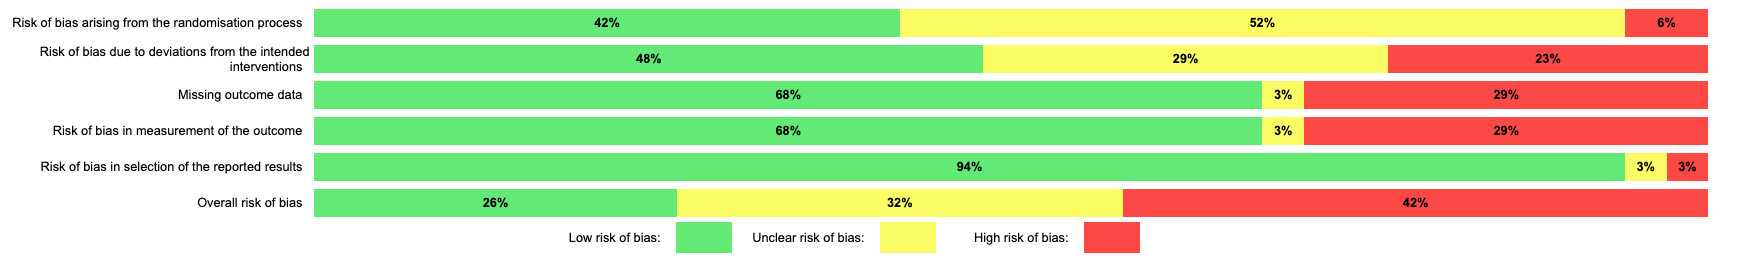 Risk of bias arising from the randomisation process 42% 52% 6%
Risk of bias due to deviations from the intended
interventions 48% 29% 23%
Missing outcome data 68% 3% 29%
Risk of bias in measurement of the outcome 68% 3% 29%
Risk of bias in selection of the reported results 94% 3% 3%
Overall risk of bias 26% 32% 42%
Low risk of bias: Unclear risk of bias: High risk of bias: